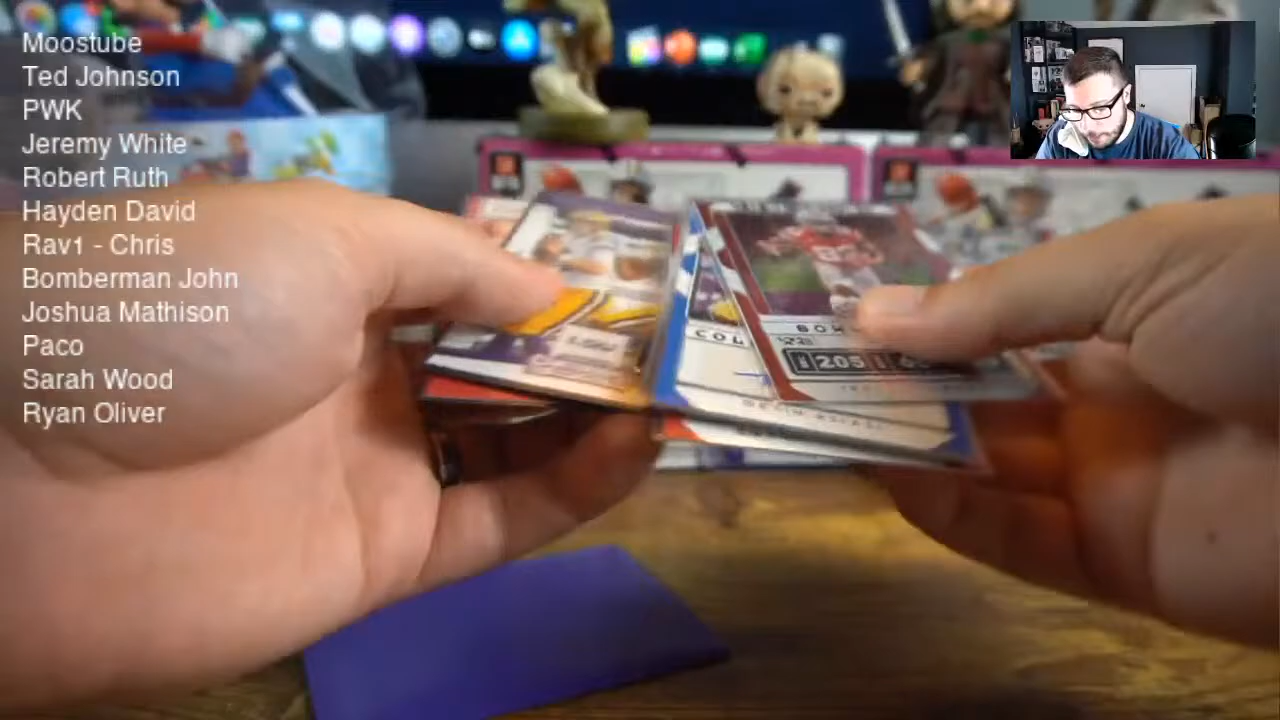 Moostube
Ted Johnson
PWK
Jeremy White
Robert Ruth
Hayden David
Rav1 - Chris
Bomberman John
Joshua Mathison
Paco
Sarah Wood
Ryan Oliver
205